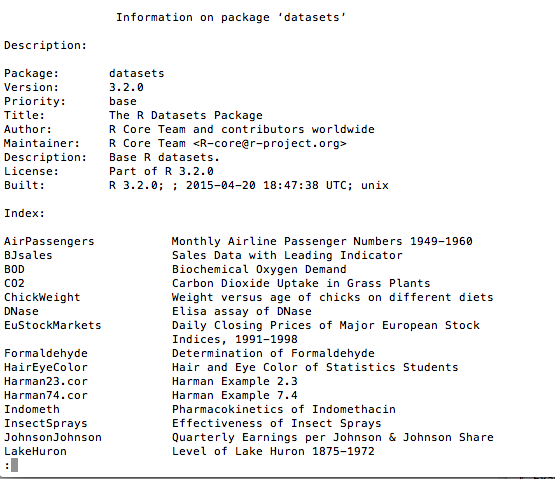 Information on package ‘datasets’
Description:
Package: datasets
Version: 3.2.0
Priority: base
Title: The R Datasets Package
Author: R Core Team and contributors worldwide
Maintainer: R Core Team <R-core@r-project.org>
Description: Base R datasets.
License: Part of R 3.2.0
Built: R 3.2.0; ; 2015-04-20 18:47:38 UTC; unix
Index:
AirPassengers Monthly Airline Passenger Numbers 1949-1960
BJsales Sales Data with Leading Indicator
BOD Biochemical Oxygen Demand
CO2 Carbon Dioxide Uptake in Grass Plants
ChickWeight Weight versus age of chicks on different diets
DNase Elisa assay of DNase
EuStockMarkets Daily Closing Prices of Major European Stock
Indices, 1991-1998
Formaldehyde Determination of Formaldehyde
HairEyeColor Hair and Eye Color of Statistics Students
Harman23.cor Harman Example 2.3
Harman74.cor Harman Example 7.4
Indometh Pharmacokinetics of Indomethacin
InsectSprays Effectiveness of Insect Sprays
JohnsonJohnson Quarterly Earnings per Johnson & Johnson Share
LakeHuron Level of Lake Huron 1875-1972
: